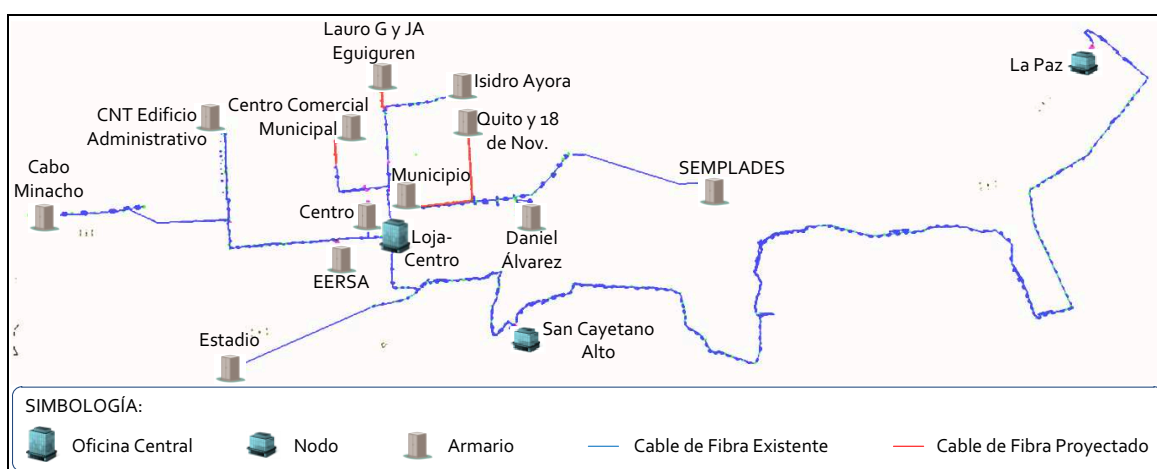 Lauro G y JA
Eguiguren
La Paz
Isidro Ayora
CNT Edificio
Administrativo
Centro Comercial
Municipal
Quito y 18
de Nov.
Cabo
Minacho
Municipio
SEMPLADES
Centro
Loja-
Centro
Daniel
Álvarez
EERSA
San Cayetano
Alto
Estadio
SIMBOLOGÍA:
Oficina Central
Nodo
Armario
Cable de Fibra Existente
Cable de Fibra Proyectado